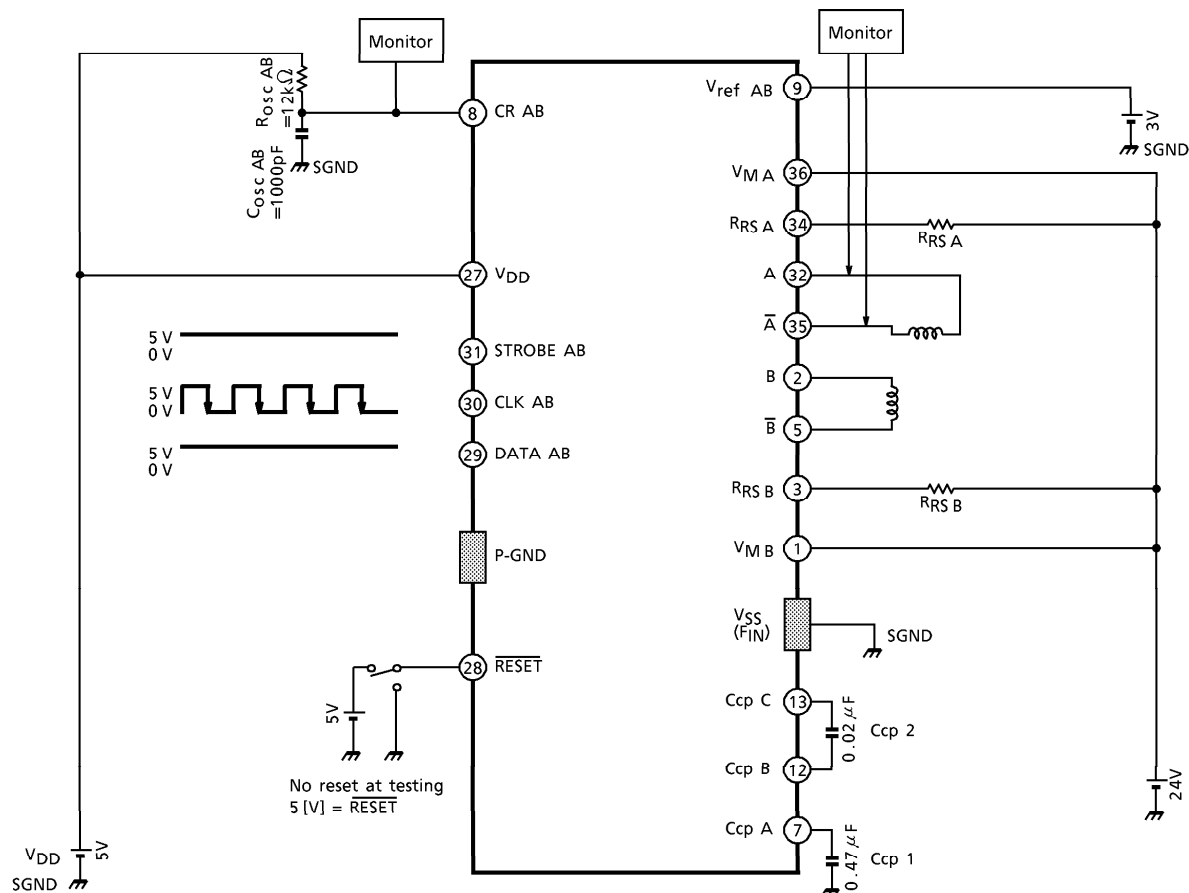 Monitor
Monitor
Rosc AB
=12kΩ
Cosc AB
=1000pF
SGND
8
CR AB
27
VDD
5 V
0 V
31
STROBE AB
5 V
0 V
30
CLK AB
5 V
0 V
29
DATA AB
P-GND
28
RESET
5V
No reset at testing
5 [V] = RESET
VDD
5V
SGND
Vref AB
9
3V
SGND
VM A
36
RRS A
34
RRS A
A
32
A
35
B
2
B
5
RRS B
3
RRS B
VM B
1
VSS
(FIN)
SGND
Ccp C
13
0.02 μF
Ccp 2
Ccp B
12
Ccp A
7
0.47 μF
Ccp 1
24V